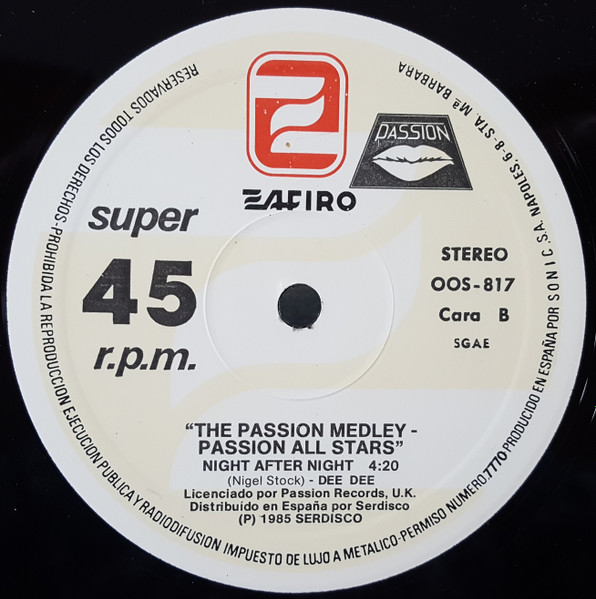 ZAFIRO
PASSION
super
45
r.p.m.
STEREO
OOS-817
Cara B
SGAE
"THE PASSION MEDLEY -
PASSION ALL STARS"
NIGHT AFTER NIGHT 4:20
(Nigel Stock) - DEE DEE
Licenciado por Passion Records, U.K.
Distribuido en España por Serdisco
(P) 1985 SERDISCO
RESERVADOS TODOS LOS DERECHOS-PROHIBIDA LA REPRODUCCION EJECUCION PUBLICA Y RADIODIFUSION IMPUESTO DE LUJO A METALICO-PERMISO NUMERO.7770 PRODUCIDO EN ESPAÑA POR S O N I C, S.A. NAPOLES, 6-8-STA Mª BARBARA